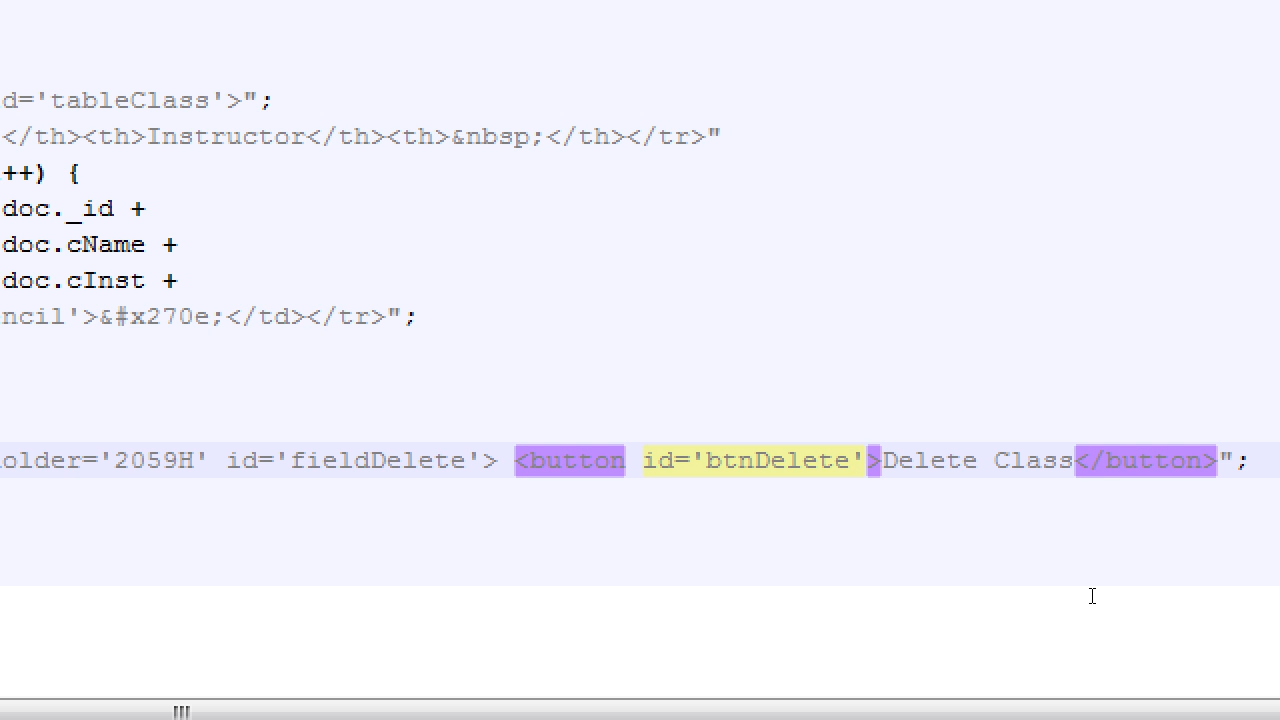 d='tableClass'>";
</th><th>Instructor</th><th>&nbsp;</th></tr>"
++) {
doc._id +
doc.cName +
doc.cInst +
ncil'>&#x270e;</td></tr>";
older='2059H' id='fieldDelete'> <button id='btnDelete'>Delete Class</button>";